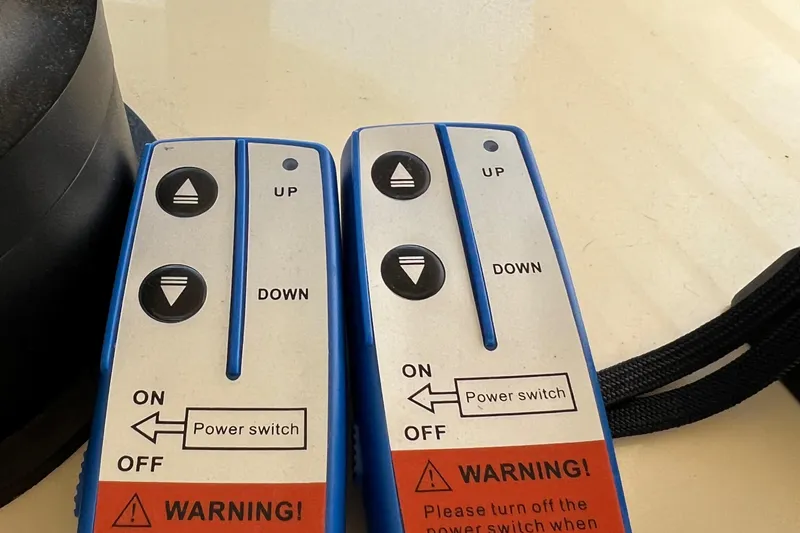 UP
DOWN
ON
Power switch
OFF
WARNING!
UP
DOWN
ON
Power switch
OFF
WARNING!
Please turn off the
power switch when